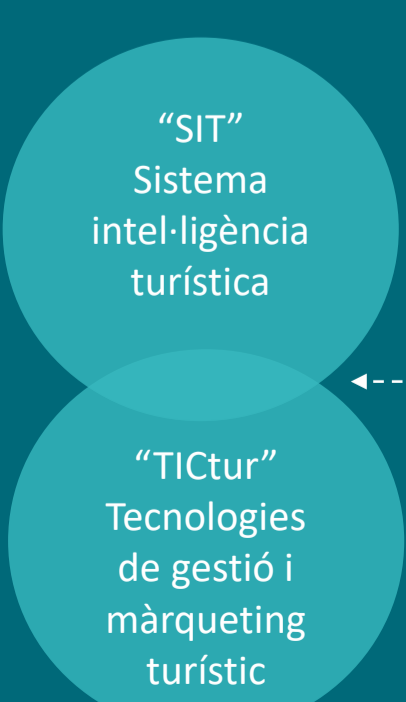 “SIT”
Sistema
intel·ligència
turística
“TICtur”
Tecnologies
de gestió i
màrqueting
turístic